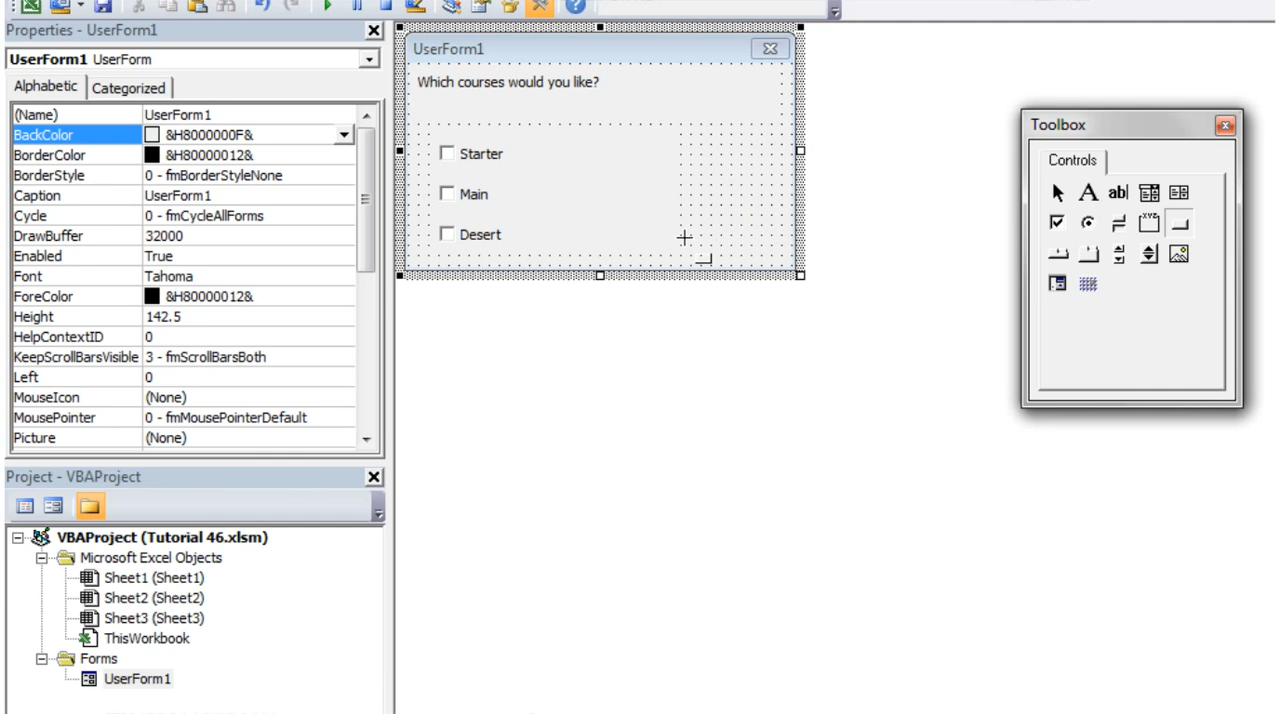 Properties - UserForm1
UserForm1 UserForm
Alphabetic Categorized
(Name) UserForm1
BackColor &H8000000F&
BorderColor &H80000012&
BorderStyle 0 - fmBorderStyleNone
Caption UserForm1
Cycle 0 - fmCycleAllForms
DrawBuffer 32000
Enabled True
Font Tahoma
ForeColor &H80000012&
Height 142.5
HelpContextID 0
KeepScrollBarsVisible 3 - fmScrollBarsBoth
Left 0
MouseIcon (None)
MousePointer 0 - fmMousePointerDefault
Picture (None)
Project - VBAProject
VBAProject (Tutorial 46.xlsm)
Microsoft Excel Objects
Sheet1 (Sheet1)
Sheet2 (Sheet2)
Sheet3 (Sheet3)
ThisWorkbook
Forms
UserForm1
UserForm1
Which courses would you like?
Starter
Main
Desert
Toolbox
Controls
A ab|
XYZ